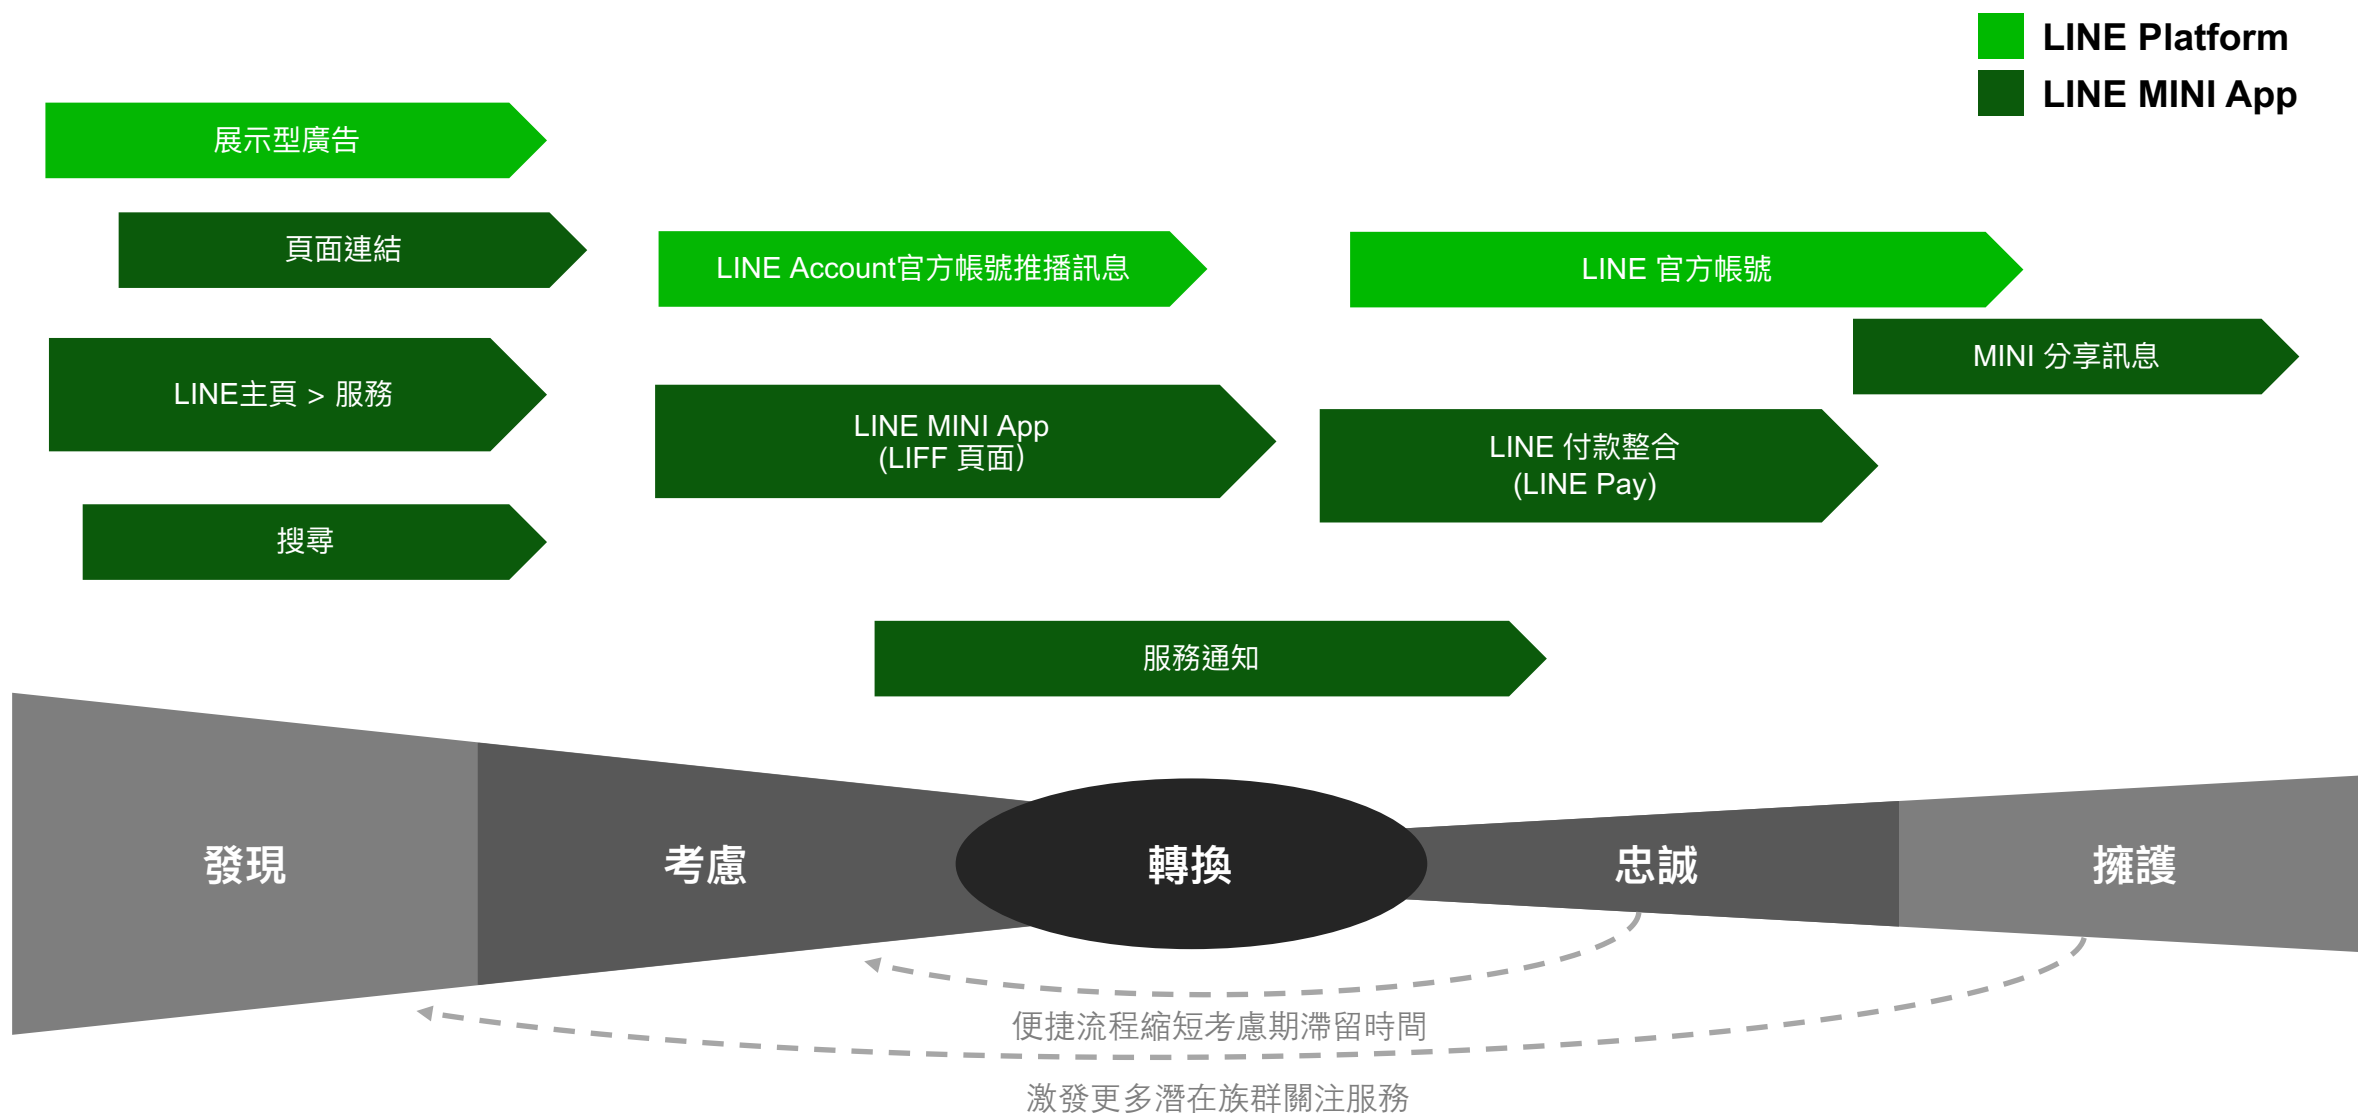 LINE Platform
LINE MINI App
展示型廣告
頁面連結
LINE Account官方帳號推播訊息
LINE 官方帳號
MINI 分享訊息
LINE主頁 > 服務
LINE MINI App
(LIFF 頁面)
LINE 付款整合
(LINE Pay)
搜尋
服務通知
發現
考慮
轉換
忠誠
擁護
便捷流程縮短考慮期滯留時間
激發更多潛在族群關注服務